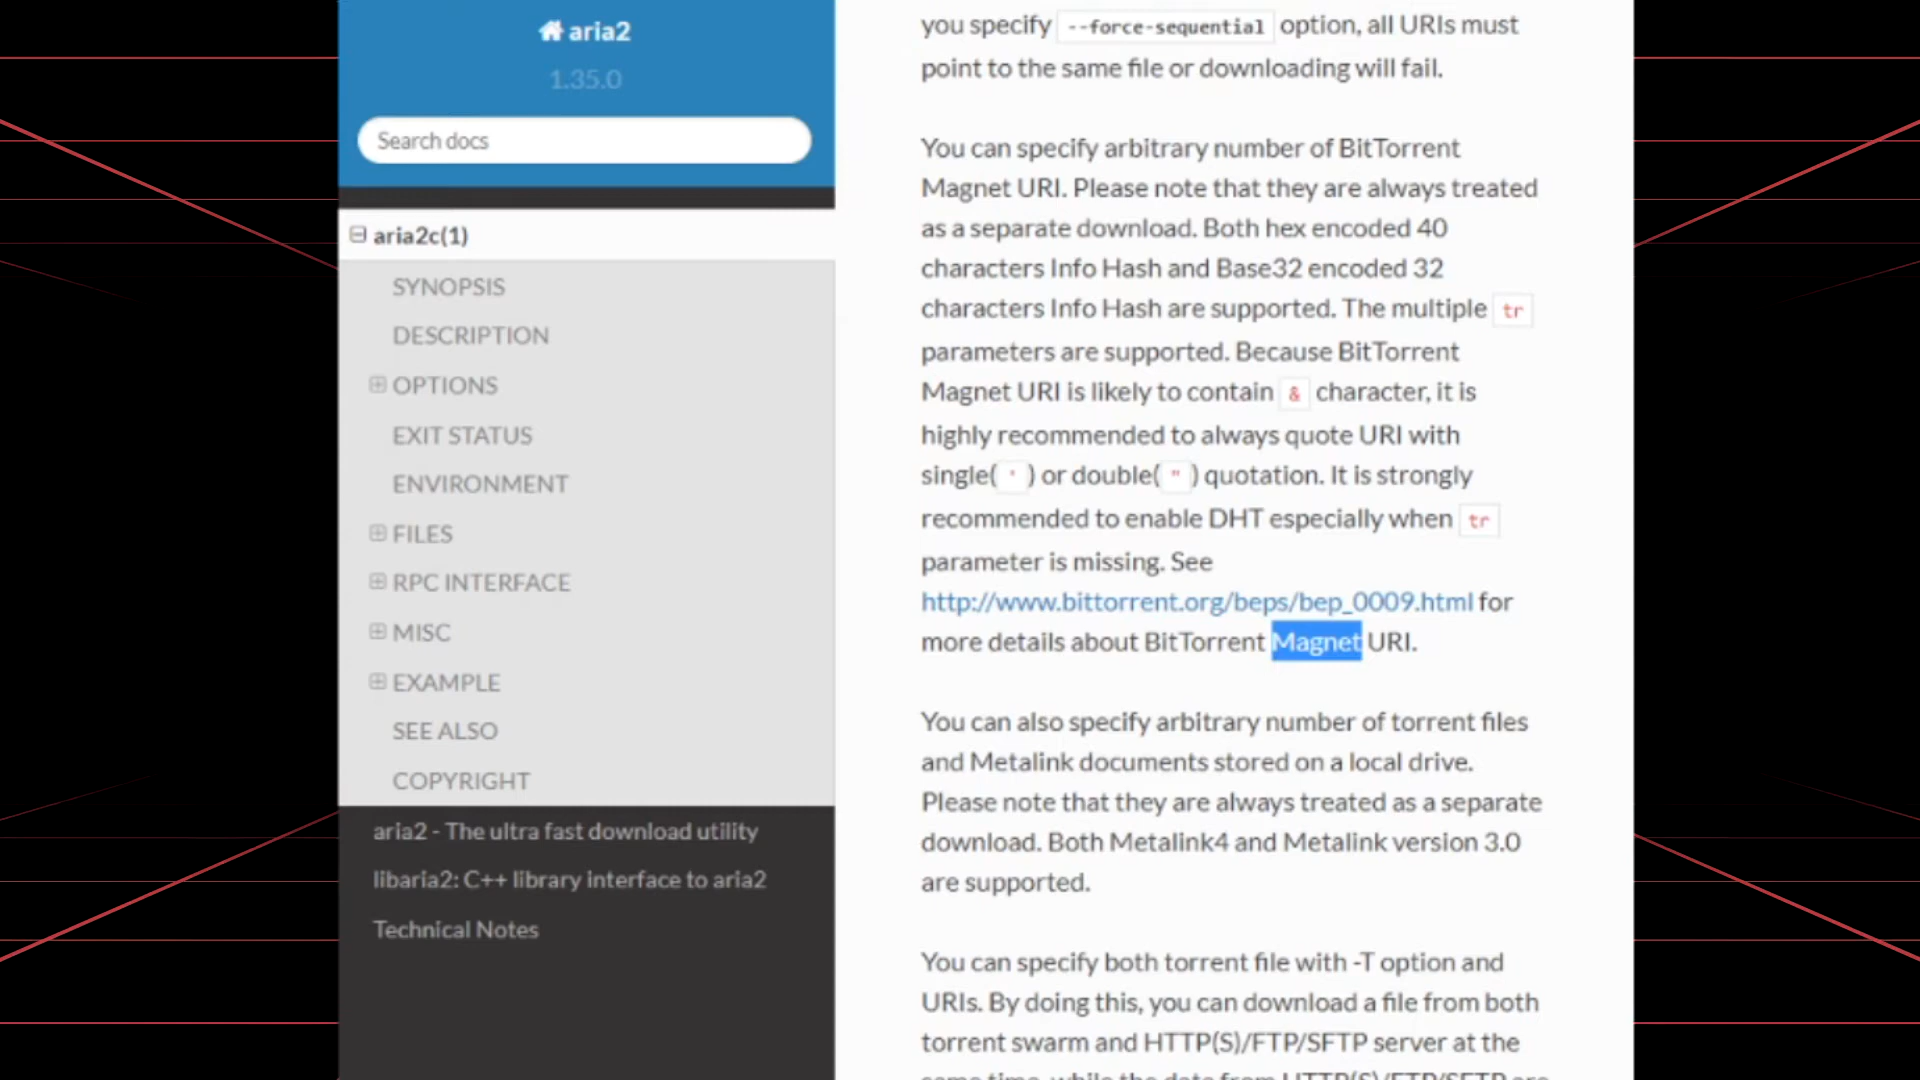 aria2
1.35.0
Search docs
aria2c(1)
SYNOPSIS
DESCRIPTION
OPTIONS
EXIT STATUS
ENVIRONMENT
FILES
RPC INTERFACE
MISC
EXAMPLE
SEE ALSO
COPYRIGHT
aria2 - The ultra fast download utility
libaria2: C++ library interface to aria2
Technical Notes
you specify --force-sequential option, all URIs must
point to the same file or downloading will fail.
You can specify arbitrary number of BitTorrent
Magnet URI. Please note that they are always treated
as a separate download. Both hex encoded 40
characters Info Hash and Base32 encoded 32
characters Info Hash are supported. The multiple tr
parameters are supported. Because BitTorrent
Magnet URI is likely to contain & character, it is
highly recommended to always quote URI with
single(') or double(") quotation. It is strongly
recommended to enable DHT especially when tr
parameter is missing. See
http://www.bittorrent.org/beps/bep_0009.html for
more details about BitTorrent Magnet URI.
You can also specify arbitrary number of torrent files
and Metalink documents stored on a local drive.
Please note that they are always treated as a separate
download. Both Metalink4 and Metalink version 3.0
are supported.
You can specify both torrent file with -T option and
URIs. By doing this, you can download a file from both
torrent swarm and HTTP(S)/FTP/SFTP server at the
same time, while the data from HTTP(S)/FTP/SFTP are